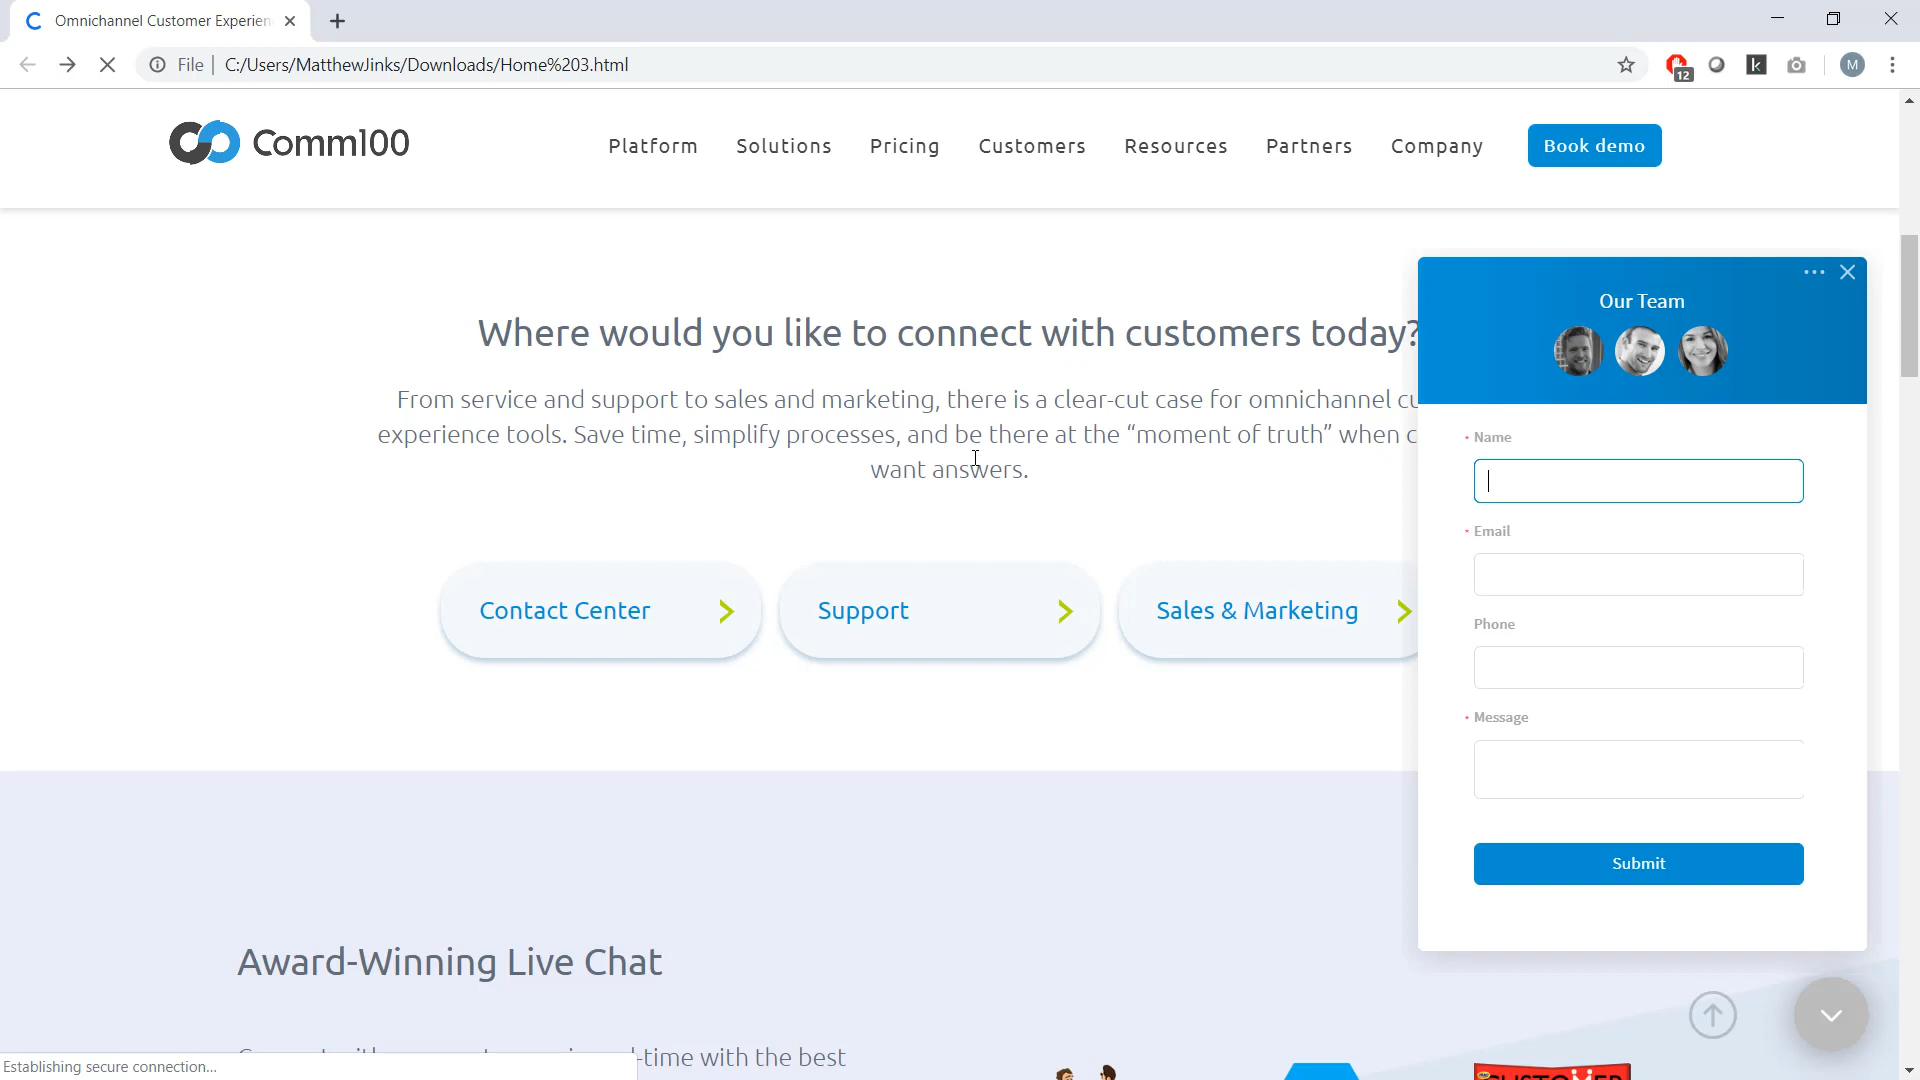 Omnichannel Customer Experien
File
C:/Users/MatthewJinks/Downloads/Home%203.html
12
k
M
Comm100
Platform
Solutions
Pricing
Customers
Resources
Partners
Company
Book demo
Where would you like to connect with customers today?
From service and support to sales and marketing, there is a clear-cut case for omnichannel cu
experience tools. Save time, simplify processes, and be there at the “moment of truth” when c
want answers.
Contact Center
Support
Sales & Marketing
Our Team
• Name
• Email
Phone
• Message
Submit
Award-Winning Live Chat
-time with the best
CUSTOMER
Establishing secure connection...